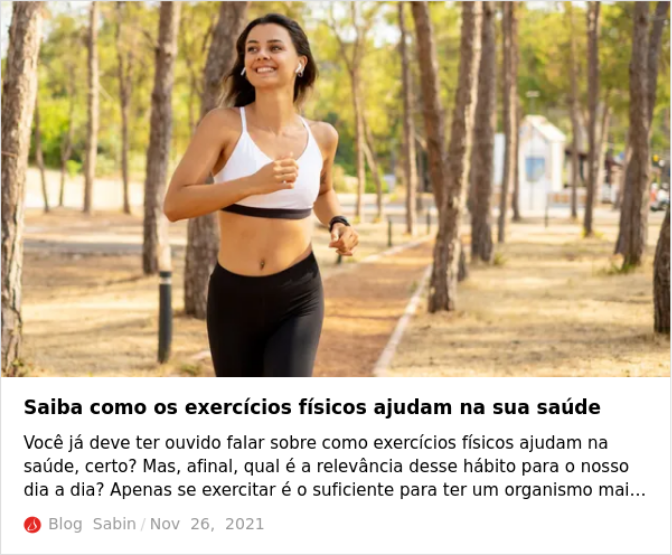 Saiba como os exercícios físicos ajudam na sua saúde
Você já deve ter ouvido falar sobre como exercícios físicos ajudam na
saúde, certo? Mas, afinal, qual é a relevância desse hábito para o nosso
dia a dia? Apenas se exercitar é o suficiente para ter um organismo mai...
Blog Sabin / Nov 26, 2021